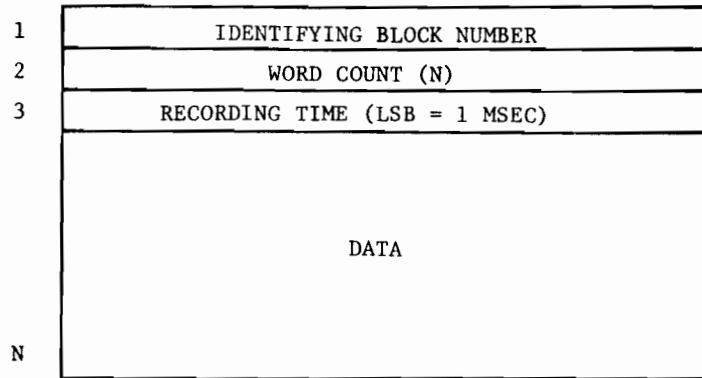 1 IDENTIFYING BLOCK NUMBER
2 WORD COUNT (N)
3 RECORDING TIME (LSB = 1 MSEC)
DATA
N